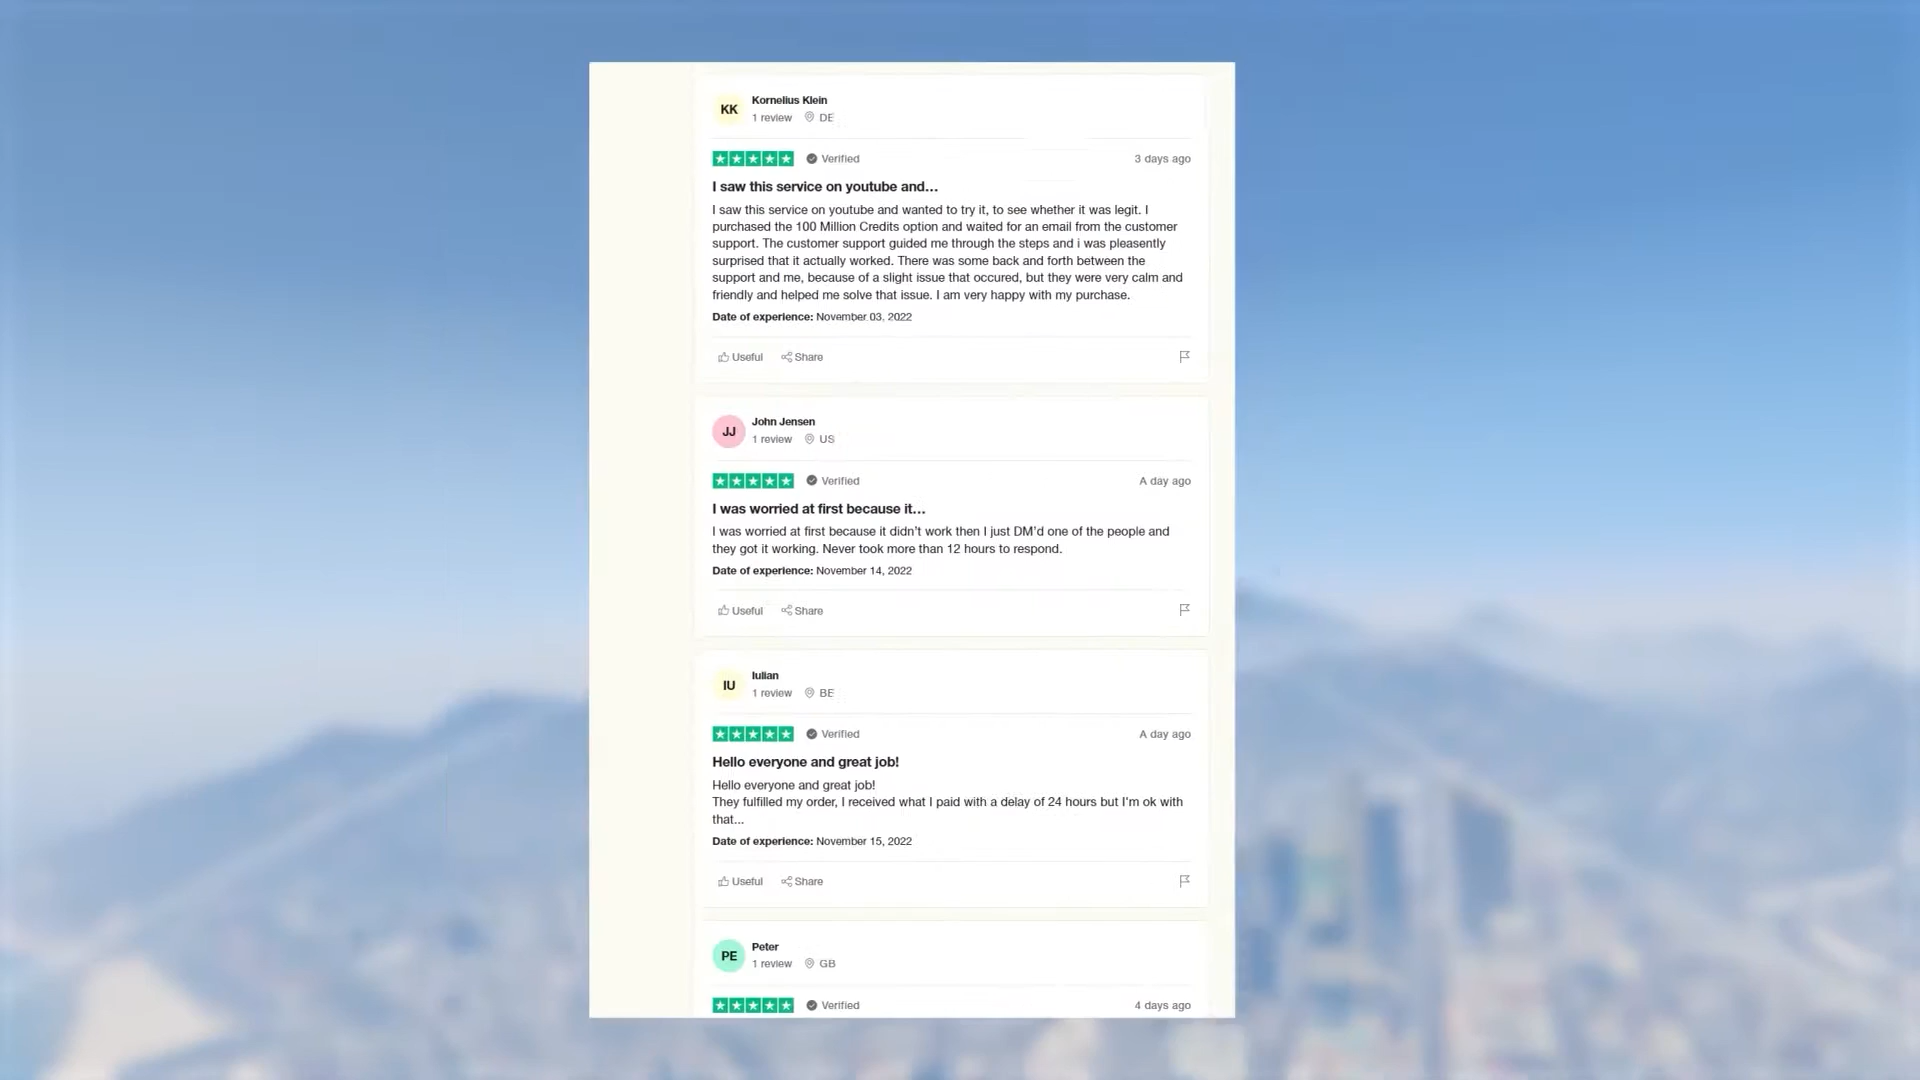 KK
Kornelius Klein
1 review DE
Verified
3 days ago
I saw this service on youtube and...
I saw this service on youtube and wanted to try it, to see whether it was legit. I
purchased the 100 Million Credits option and waited for an email from the customer
support. The customer support guided me through the steps and i was pleasently
surprised that it actually worked. There was some back and forth between the
support and me, because of a slight issue that occured, but they were very calm and
friendly and helped me solve that issue. I am very happy with my purchase.
Date of experience: November 03, 2022
Useful Share
JJ
John Jensen
1 review US
Verified
A day ago
I was worried at first because it...
I was worried at first because it didn't work then I just DM'd one of the people and
they got it working. Never took more than 12 hours to respond.
Date of experience: November 14, 2022
Useful Share
IU
Iulian
1 review BE
Verified
A day ago
Hello everyone and great job!
Hello everyone and great job!
They fulfilled my order, I received what I paid with a delay of 24 hours but I'm ok with
that...
Date of experience: November 15, 2022
Useful Share
PE
Peter
1 review GB
Verified
4 days ago